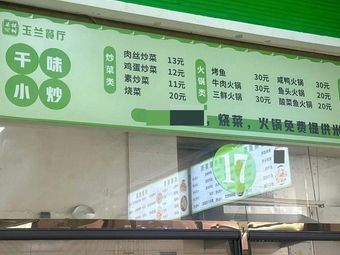 玉兰餐厅
千味
小炒
炒菜类
肉丝炒菜 13元
鸡蛋炒菜 12元
素炒菜 11元
烧菜 20元
火锅类
烤鱼 30元
牛肉火锅 30元
三鲜火锅 30元
咸鸭火锅 30元
鱼头火锅 20元
酸菜鱼火锅 20元
，烧菜，火锅免费提供米
17